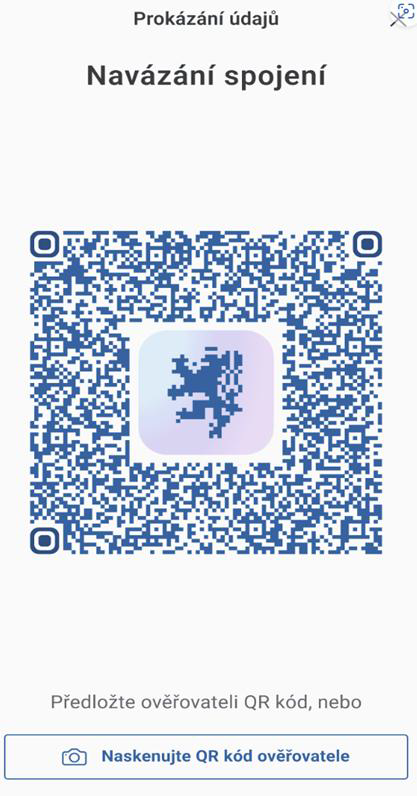 Prokázání údajů
Navázání spojení
Předložte ověřovateli QR kód, nebo
Naskenujte QR kód ověřovatele